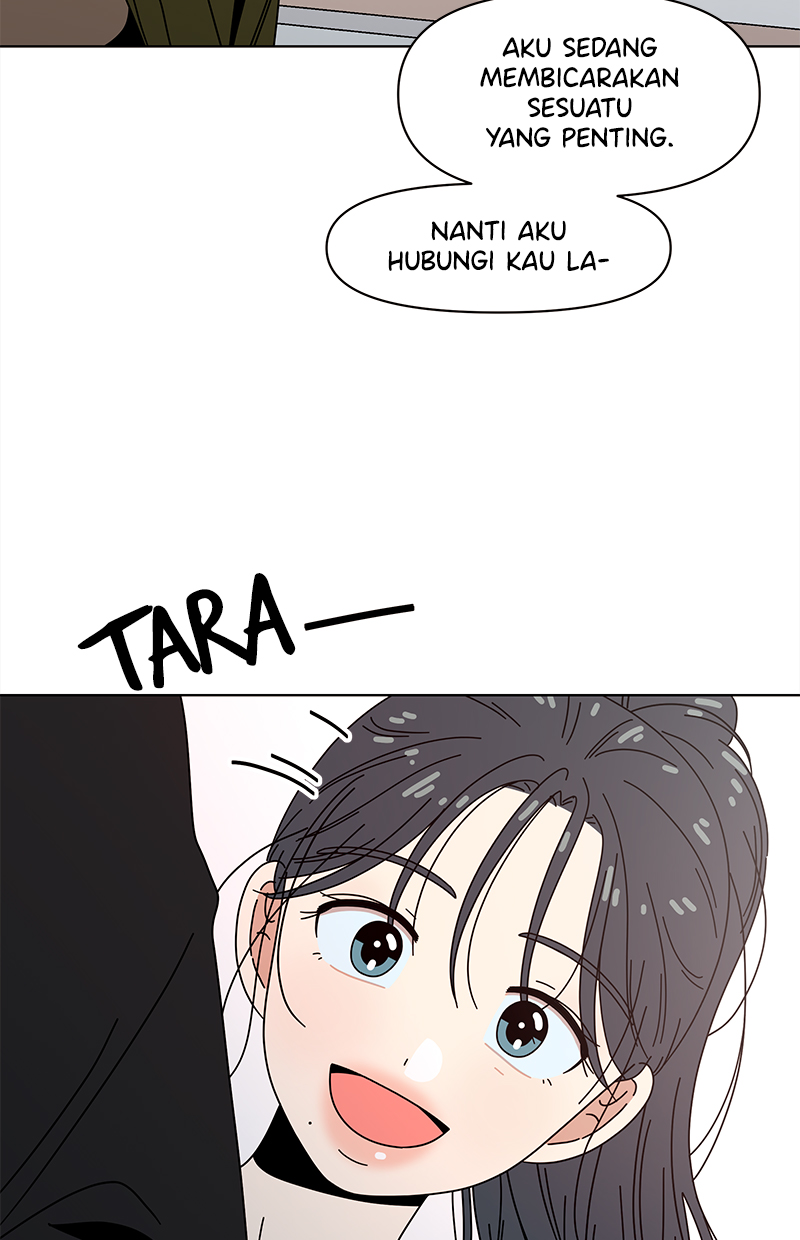 AKU SEDANG
MEMBICARAKAN
SESUATU
YANG PENTING.
NANTI AKU
HUBUNGI KAU LA-
TARA—